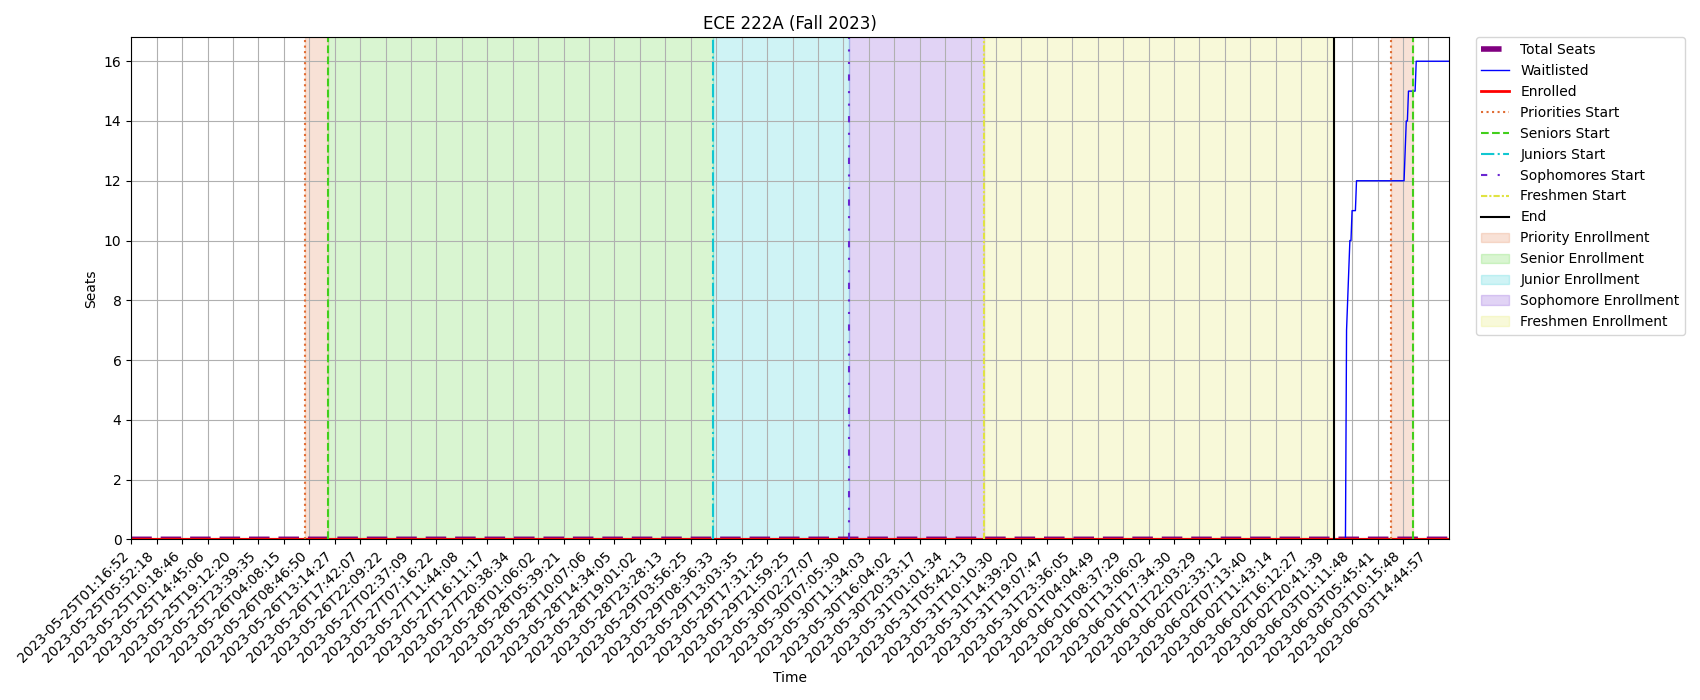 ECE 222A (Fall 2023)
Total Seats
Waitlisted
Enrolled
Priorities Start
Seniors Start
Juniors Start
Sophomores Start
Freshmen Start
End
Priority Enrollment
Senior Enrollment
Junior Enrollment
Sophomore Enrollment
Freshmen Enrollment
Seats
16
14
12
10
8
6
4
2
0
2023-05-25T01:16:52
2023-05-25T05:52:18
2023-05-25T10:18:46
2023-05-25T14:45:06
2023-05-25T19:12:20
2023-05-25T23:39:35
2023-05-26T04:08:15
2023-05-26T08:46:50
2023-05-26T13:14:27
2023-05-26T17:42:07
2023-05-26T22:09:22
2023-05-27T02:37:09
2023-05-27T07:16:22
2023-05-27T11:44:08
2023-05-27T16:11:17
2023-05-27T20:38:34
2023-05-28T01:06:02
2023-05-28T05:39:21
2023-05-28T10:07:06
2023-05-28T14:34:05
2023-05-28T19:01:02
2023-05-28T23:28:13
2023-05-29T03:56:25
2023-05-29T08:36:33
2023-05-29T13:03:35
2023-05-29T17:31:25
2023-05-29T21:59:25
2023-05-30T02:27:07
2023-05-30T07:05:30
2023-05-30T11:34:03
2023-05-30T16:04:02
2023-05-30T20:33:17
2023-05-31T01:01:34
2023-05-31T05:42:13
2023-05-31T10:10:30
2023-05-31T14:39:20
2023-05-31T19:07:47
2023-05-31T23:36:05
2023-06-01T04:04:49
2023-06-01T08:37:29
2023-06-01T13:06:02
2023-06-01T17:34:30
2023-06-01T22:03:29
2023-06-02T02:33:12
2023-06-02T07:13:40
2023-06-02T11:43:14
2023-06-02T16:12:27
2023-06-02T20:41:39
2023-06-03T01:11:48
2023-06-03T05:45:41
2023-06-03T10:15:48
2023-06-03T14:44:57
Time